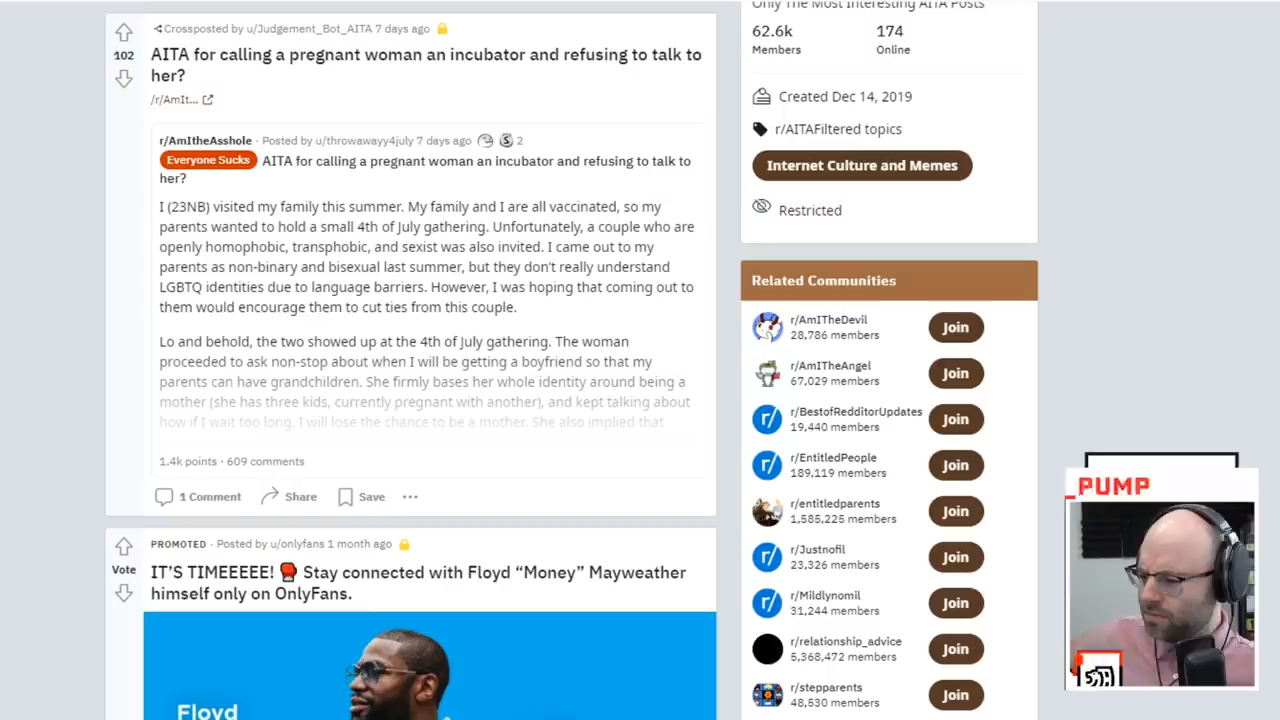 Only The Most Interesting AITA Posts
62.6k
174
Members
Online
Created Dec 14, 2019
r/AITAFiltered topics
Internet Culture and Memes
Restricted
Crossposted by u/Judgement_Bot_AITA 7 days ago
102
AITA for calling a pregnant woman an incubator and refusing to talk to
her?
/r/AmIt...
r/AmItheAsshole · Posted by u/throwawayy4july 7 days ago 2
Everyone Sucks AITA for calling a pregnant woman an incubator and refusing to talk to
her?
I (23NB) visited my family this summer. My family and I are all vaccinated, so my
parents wanted to hold a small 4th of July gathering. Unfortunately, a couple who are
openly homophobic, transphobic, and sexist was also invited. I came out to my
parents as non-binary and bisexual last summer, but they don't really understand
LGBTQ identities due to language barriers. However, I was hoping that coming out to
them would encourage them to cut ties from this couple.
Lo and behold, the two showed up at the 4th of July gathering. The woman
proceeded to ask non-stop about when I will be getting a boyfriend so that my
parents can have grandchildren. She firmly bases her whole identity around being a
mother (she has three kids, currently pregnant with another), and kept talking about
how if I wait too long, I will lose the chance to be a mother. She also implied that
1.4k points · 609 comments
1 Comment
Share
Save
PROMOTED · Posted by u/onlyfans 1 month ago
Vote
IT'S TIMEEEEE! 🥊 Stay connected with Floyd “Money” Mayweather
himself only on OnlyFans.
Floyd
Related Communities
r/AmITheDevil
28,786 members
Join
r/AmITheAngel
67,029 members
Join
r/BestofRedditorUpdates
19,440 members
Join
r/EntitledPeople
189,119 members
Join
r/entitledparents
1,585,225 members
Join
r/Justnofil
23,326 members
Join
r/Mildlynomil
31,244 members
Join
r/relationship_advice
5,368,472 members
Join
r/stepparents
48,530 members
Join
_PUMP